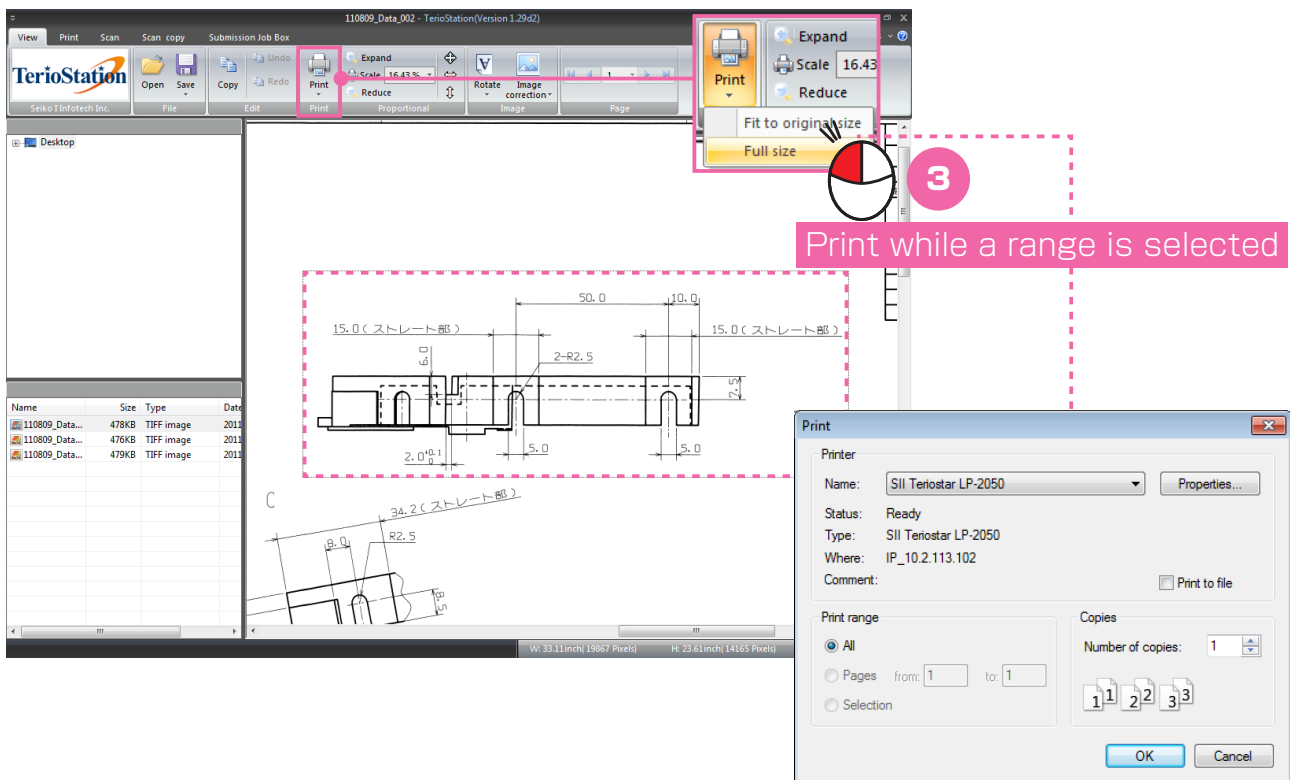 110809_Data_002 - TerioStation(Version 1.29d2)
View Print Scan Scan copy Submission Job Box
TerioStation
Seiko I Infotech Inc.
Open Save
File
Copy Undo Redo
Edit
Print
Print
Expand
Scale 16.43 %
Reduce
Proportional
Rotate Image correction
Image
1
Page
Print
Expand
Scale 16.43
Reduce
Fit to original size
Full size
3
Print while a range is selected
Desktop
Name Size Type Date
110809_Data... 478KB TIFF image 2011
110809_Data... 476KB TIFF image 2011
110809_Data... 479KB TIFF image 2011
50.0 10.0
15.0(ストレート部) 15.0(ストレート部)
6.0
2-R2.5
7.5
2.0+0.1 0
5.0 5.0
C
34.2(ストレート部)
8.0 R2.5
8.5
W: 33.11inch( 19867 Pixels) H: 23.61inch( 14165 Pixels)
Print
Printer
Name: SII Teriostar LP-2050 Properties...
Status: Ready
Type: SII Teriostar LP-2050
Where: IP_10.2.113.102
Comment: Print to file
Print range
All
Pages from: 1 to: 1
Selection
Copies
Number of copies: 1
1 1 2 2 3 3
OK Cancel